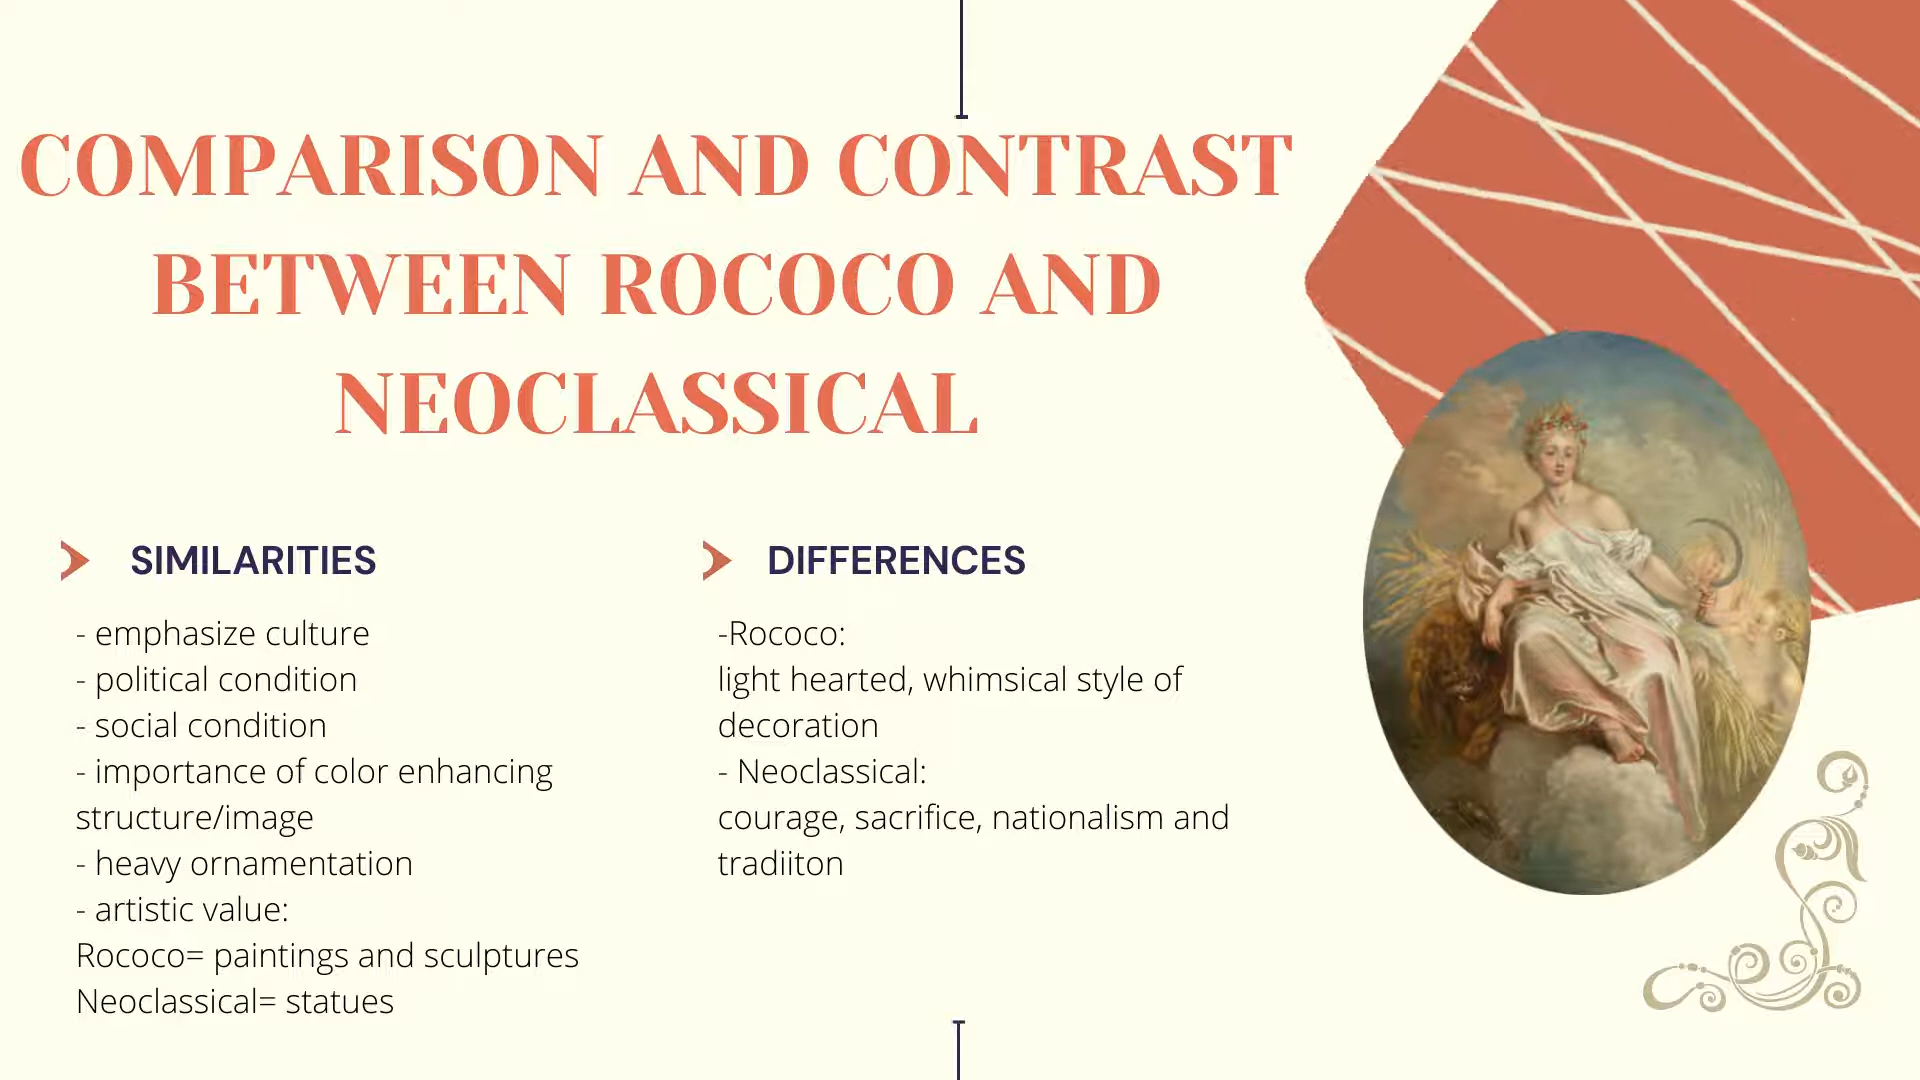 COMPARISON AND CONTRAST
BETWEEN ROCOCO AND
NEOCLASSICAL
SIMILARITIES
- emphasize culture
- political condition
- social condition
- importance of color enhancing
structure/image
- heavy ornamentation
- artistic value:
Rococo= paintings and sculptures
Neoclassical= statues
DIFFERENCES
-Rococo:
light hearted, whimsical style of
decoration
- Neoclassical:
courage, sacrifice, nationalism and
tradiiton